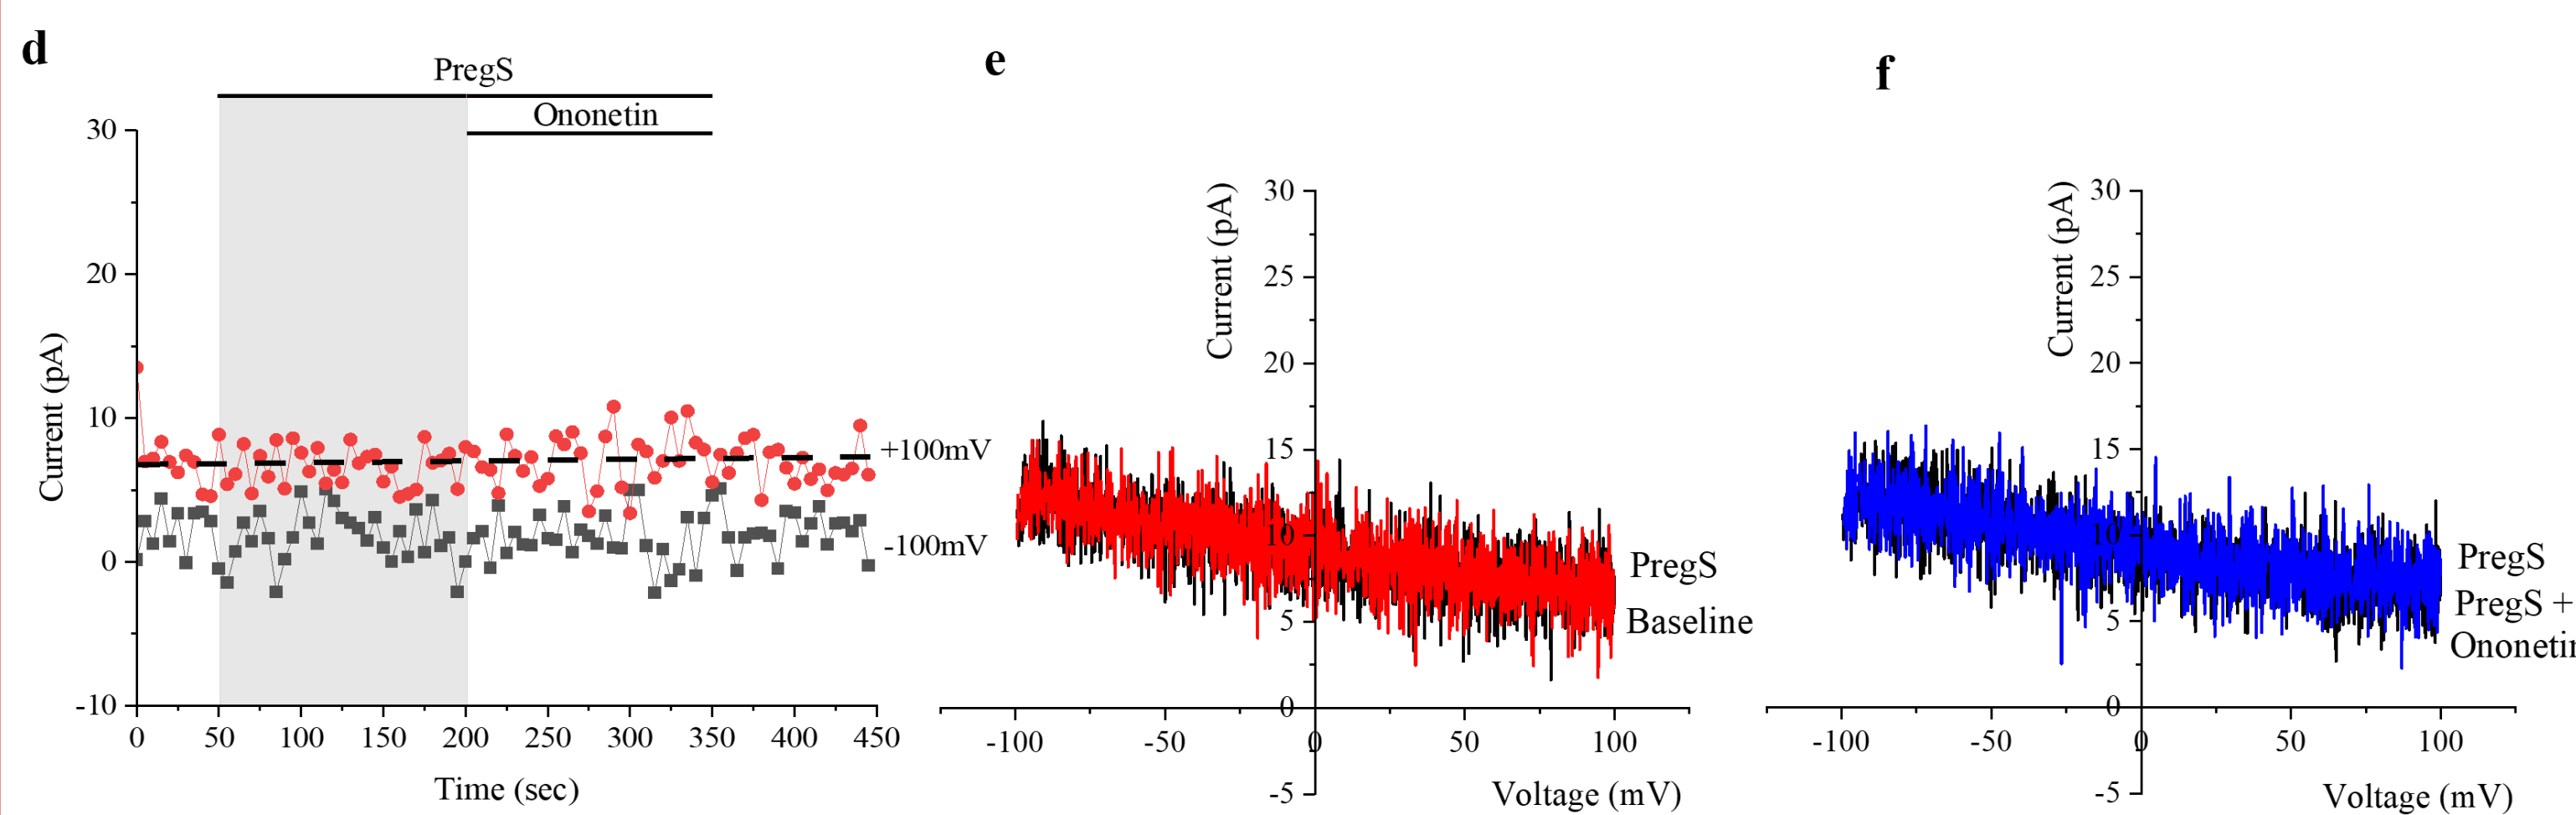 d
PregS
Ononetin
30
20
10
0
-10
Current (pA)
0 50 100 150 200 250 300 350 400 450
Time (sec)
+100mV
-100mV
e
Current (pA)
30
25
20
15
10
5
0
-5
-100 -50 0 50 100
Voltage (mV)
PregS
Baseline
f
Current (pA)
30
25
20
15
10
5
0
-5
-100 -50 0 50 100
Voltage (mV)
PregS
PregS +
Ononetin